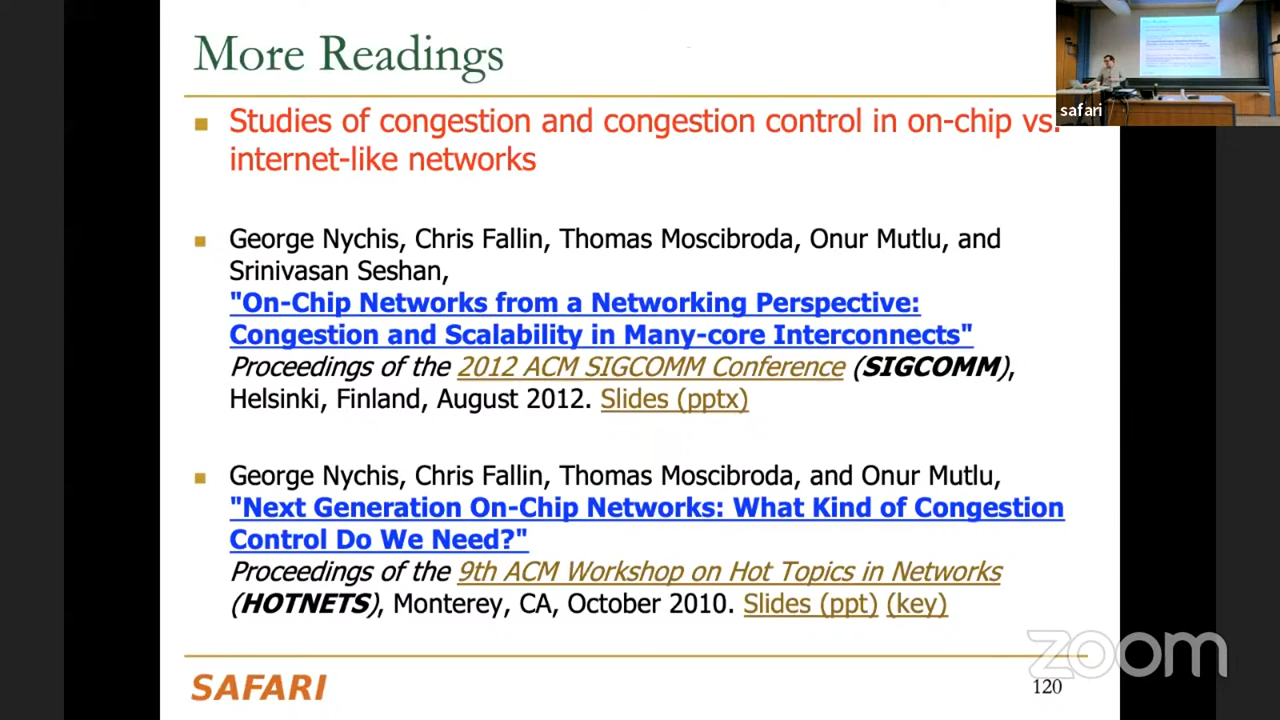 More Readings
safari
Studies of congestion and congestion control in on-chip vs.
internet-like networks
George Nychis, Chris Fallin, Thomas Moscibroda, Onur Mutlu, and
Srinivasan Seshan,
"On-Chip Networks from a Networking Perspective:
Congestion and Scalability in Many-core Interconnects"
Proceedings of the 2012 ACM SIGCOMM Conference (SIGCOMM),
Helsinki, Finland, August 2012. Slides (pptx)
George Nychis, Chris Fallin, Thomas Moscibroda, and Onur Mutlu,
"Next Generation On-Chip Networks: What Kind of Congestion
Control Do We Need?"
Proceedings of the 9th ACM Workshop on Hot Topics in Networks
(HOTNETS), Monterey, CA, October 2010. Slides (ppt) (key)
zoom
SAFARI
120